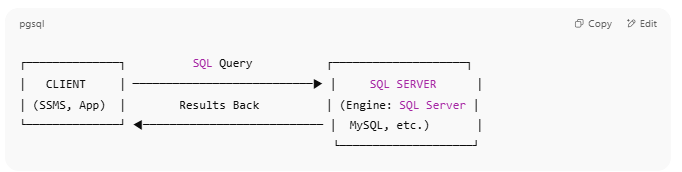 pgsql Copy Edit
SQL Query
CLIENT SQL SERVER
(SSMS, App) Results Back (Engine: SQL Server
MySQL, etc.)